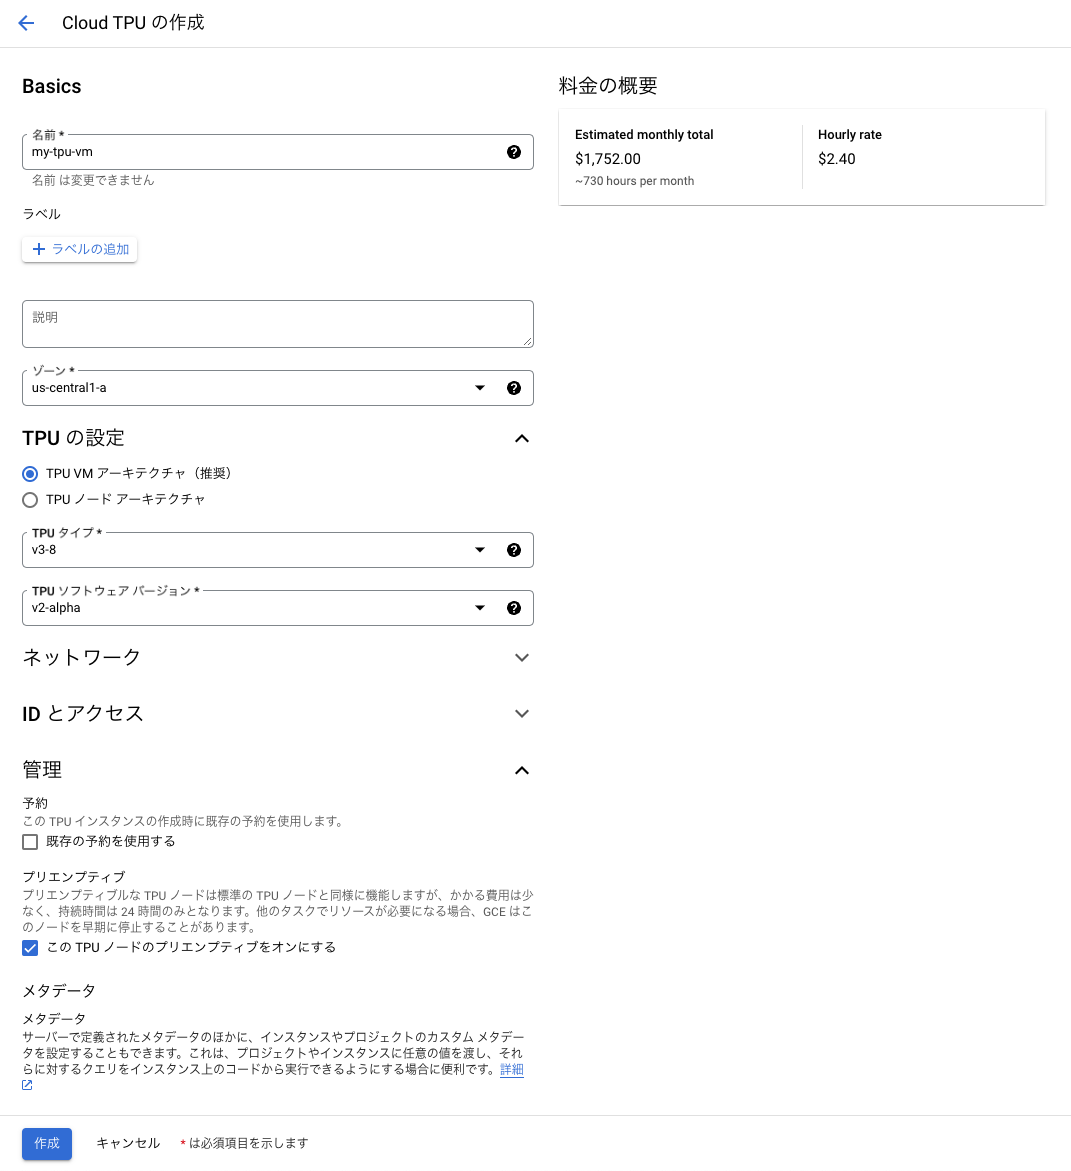 Cloud TPU の作成
Basics
名前 *
my-tpu-vm
名前 は変更できません
ラベル
ラベルの追加
説明
ゾーン *
us-central1-a
TPU の設定
TPU VM アーキテクチャ（推奨）
TPU ノード アーキテクチャ
TPU タイプ *
v3-8
TPU ソフトウェア バージョン *
v2-alpha
ネットワーク
ID とアクセス
管理
予約
この TPU インスタンスの作成時に既存の予約を使用します。
既存の予約を使用する
プリエンプティブ
プリエンプティブルな TPU ノードは標準の TPU ノードと同様に機能しますが、かかる費用は少
なく、持続時間は 24 時間のみとなります。他のタスクでリソースが必要になる場合、GCE はこ
のノードを早期に停止することがあります。
この TPU ノードのプリエンプティブをオンにする
メタデータ
メタデータ
サーバーで定義されたメタデータのほかに、インスタンスやプロジェクトのカスタム メタデー
タを設定することもできます。これは、プロジェクトやインスタンスに任意の値を渡し、それ
らに対するクエリをインスタンス上のコードから実行できるようにする場合に便利です。詳細
作成
キャンセル
* は必須項目を示します
料金の概要
Estimated monthly total
$1,752.00
~730 hours per month
Hourly rate
$2.40